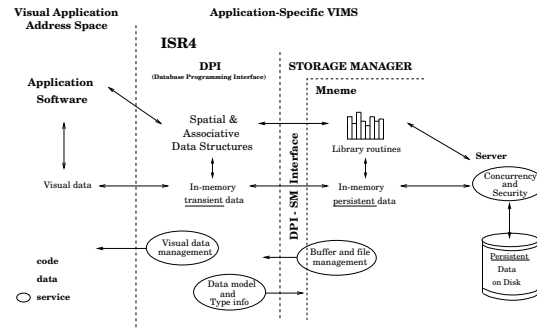 Visual Application
Address Space
Application-Specific VIMS
ISR4
DPI
(Database Programming Interface)
STORAGE MANAGER
Mneme
Application
Software
Spatial &
Associative
Data Structures
Library routines
Server
Visual data
In-memory
transient data
DPI - SM Interface
In-memory
persistent data
Concurrency
and
Security
Visual data
management
Buffer and file
management
Data model
and
Type info
Persistent
Data
on Disk
code
data
service